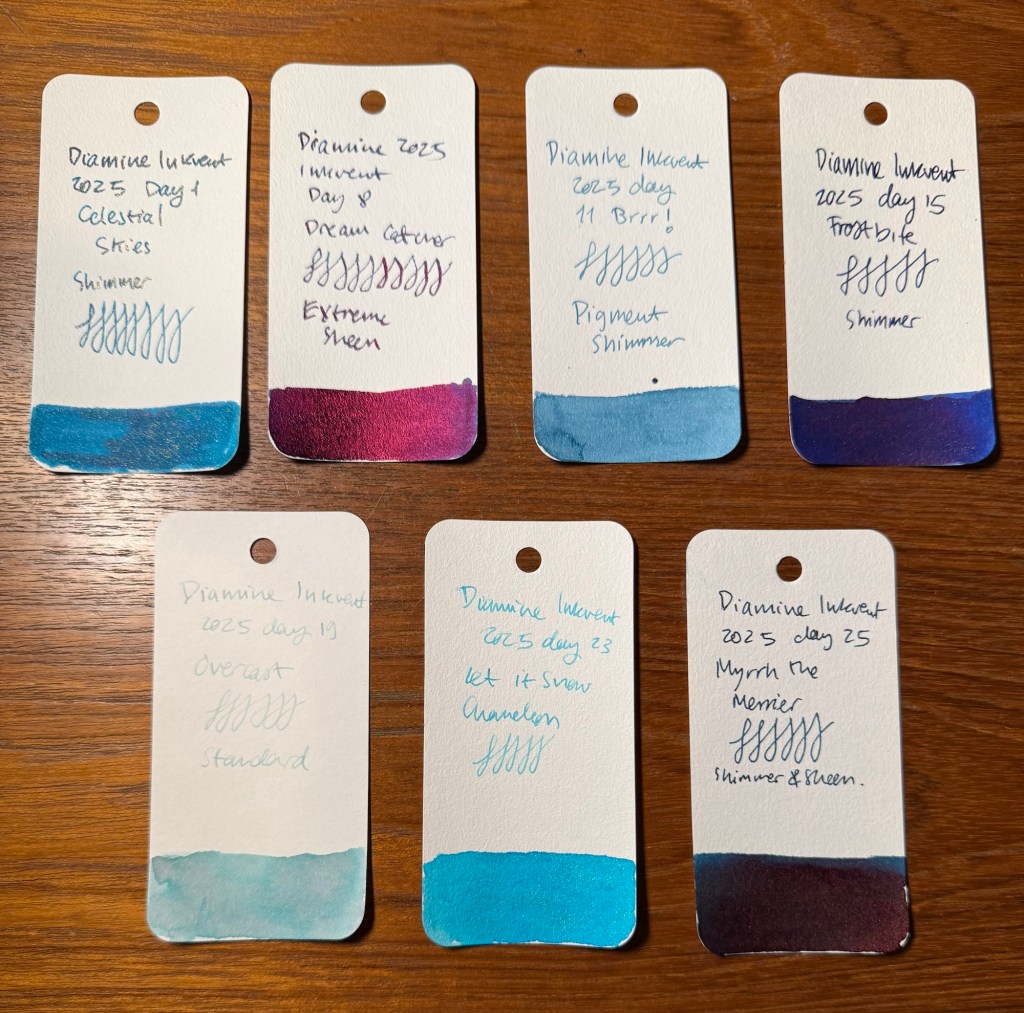 Diamine Inkvent
2025 Day 1
Celestial
Skies
Shimmer
Diamine 2025
Inkvent
Day 8
Dream Catcher
Extreme
Sheen
Diamine Inkvent
2025 day
11 Brrr!
Pigment
Shimmer
Diamine Inkvent
2025 day 15
Frostbite
Shimmer
Diamine Inkvent
2025 day 19
Overcast
Standard
Diamine Inkvent
2025 day 23
Let it Snow
Chameleon
Diamine Inkvent
2025 day 25
Myrrh the
Merrier
Shimmer & Sheen.